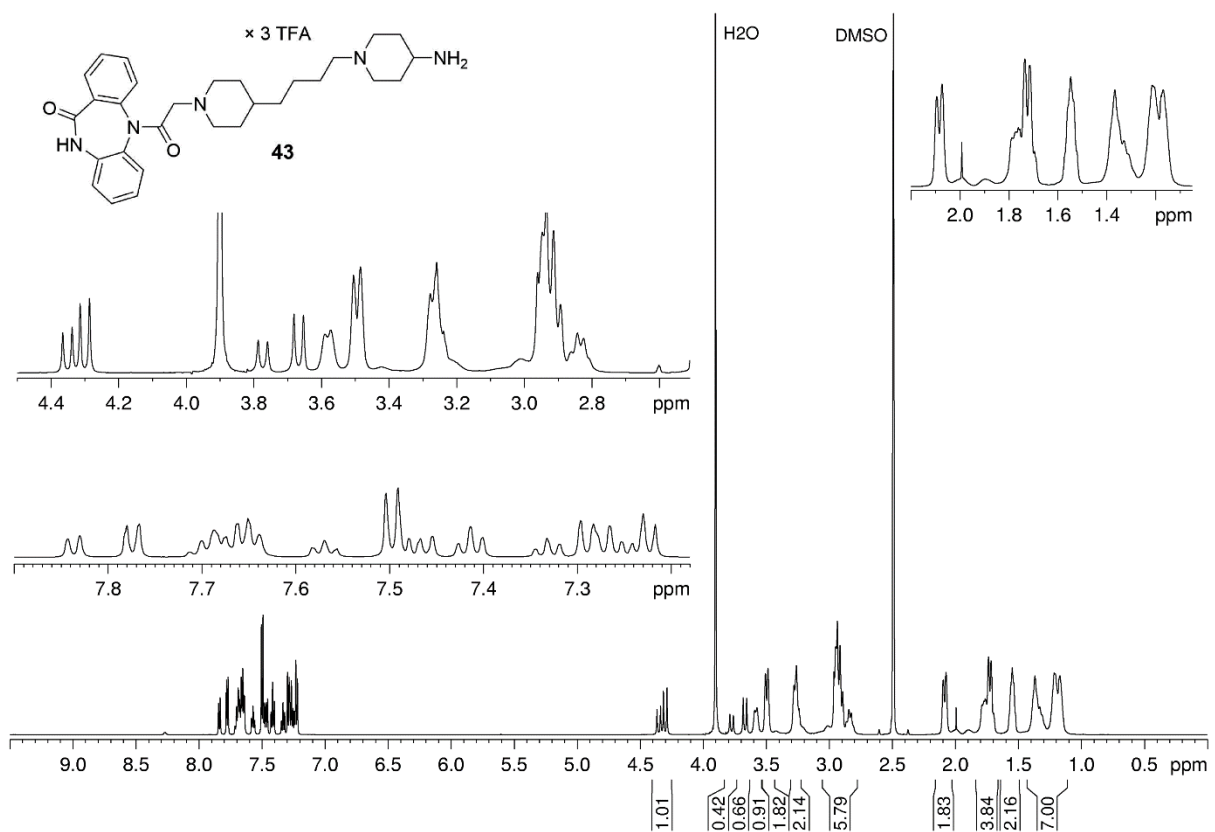 × 3 TFA
H2O
DMSO
N
NH2
O
N
NH
N
O
43
2.0 1.8 1.6 1.4 ppm
4.4 4.2 4.0 3.8 3.6 3.4 3.2 3.0 2.8 ppm
7.8 7.7 7.6 7.5 7.4 7.3 ppm
9.0 8.5 8.0 7.5 7.0 6.5 6.0 5.5 5.0 4.5 4.0 3.5 3.0 2.5 2.0 1.5 1.0 0.5 ppm
1.01 0.42 0.66 0.91 1.82 2.14 5.79 1.83 3.84 2.16 7.00